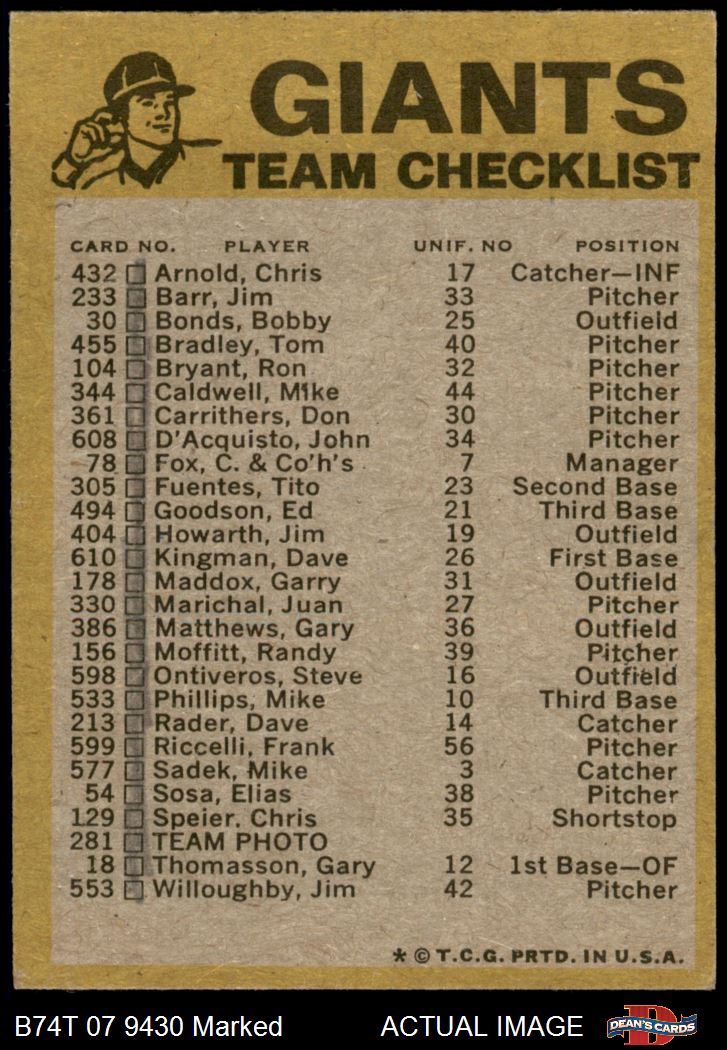 GIANTS
TEAM CHECKLIST
CARD NO. PLAYER UNIF. NO POSITION
432 Arnold, Chris 17 Catcher—INF
233 Barr, Jim 33 Pitcher
30 Bonds, Bobby 25 Outfield
455 Bradley, Tom 40 Pitcher
104 Bryant, Ron 32 Pitcher
344 Caldwell, Mike 44 Pitcher
361 Carrithers, Don 30 Pitcher
608 D'Acquisto, John 34 Pitcher
78 Fox, C. & Co'h's 7 Manager
305 Fuentes, Tito 23 Second Base
494 Goodson, Ed 21 Third Base
404 Howarth, Jim 19 Outfield
610 Kingman, Dave 26 First Base
178 Maddox, Garry 31 Outfield
330 Marichal, Juan 27 Pitcher
386 Matthews, Gary 36 Outfield
156 Moffitt, Randy 39 Pitcher
598 Ontiveros, Steve 16 Outfield
533 Phillips, Mike 10 Third Base
213 Rader, Dave 14 Catcher
599 Riccelli, Frank 56 Pitcher
577 Sadek, Mike 3 Catcher
54 Sosa, Elias 38 Pitcher
129 Speier, Chris 35 Shortstop
281 TEAM PHOTO
18 Thomasson, Gary 12 1st Base—OF
553 Willoughby, Jim 42 Pitcher
* © T.C.G. PRTD. IN U.S.A.
B74T 07 9430 Marked ACTUAL IMAGE DEAN'S CARDS